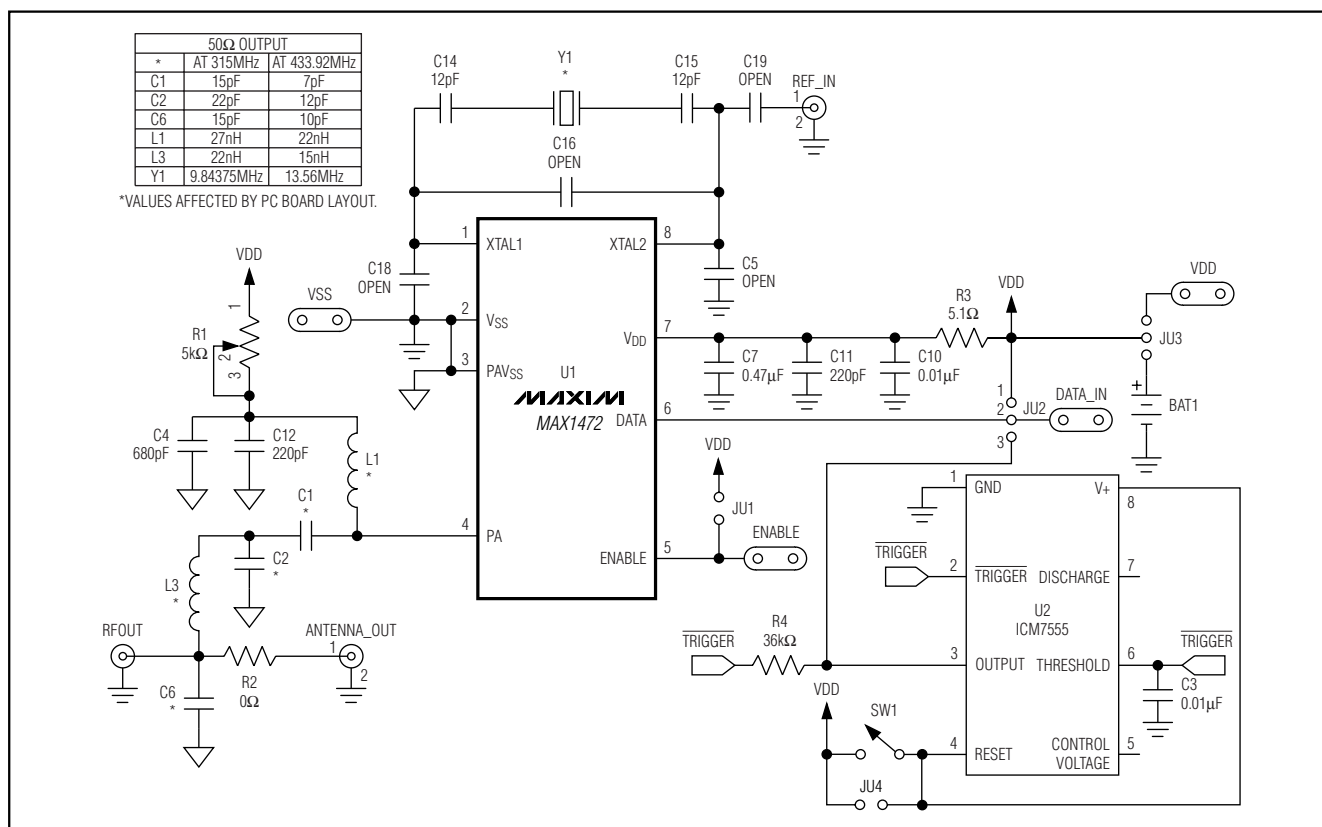 50Ω OUTPUT
* AT 315MHz AT 433.92MHz
C1 15pF 7pF
C2 22pF 12pF
C6 15pF 10pF
L1 27nH 22nH
L3 22nH 15nH
Y1 9.84375MHz 13.56MHz
*VALUES AFFECTED BY PC BOARD LAYOUT.
C14
12pF
Y1
*
C15
12pF
C19
OPEN
REF_IN
1
2
C16
OPEN
1
XTAL1
XTAL2
8
C18
OPEN
C5
OPEN
VSS
2
VSS
3
PAVSS
U1
MAXIM
MAX1472
VDD
7
DATA
6
4
PA
ENABLE
5
VDD
1
R1
5kΩ
2
3
C4
680pF
C12
220pF
L1
*
C1
*
C2
*
L3
*
RFOUT
ANTENNA_OUT
1
2
R2
0Ω
C6
*
C7
0.47µF
C11
220pF
C10
0.01µF
R3
5.1Ω
VDD
VDD
JU3
1
2
3
JU2
DATA_IN
+
BAT1
VDD
JU1
ENABLE
1
GND
V+
8
TRIGGER
2
TRIGGER
DISCHARGE
7
U2
ICM7555
TRIGGER
R4
36kΩ
3
OUTPUT
THRESHOLD
6
TRIGGER
C3
0.01µF
VDD
SW1
4
RESET
CONTROL
VOLTAGE
5
JU4